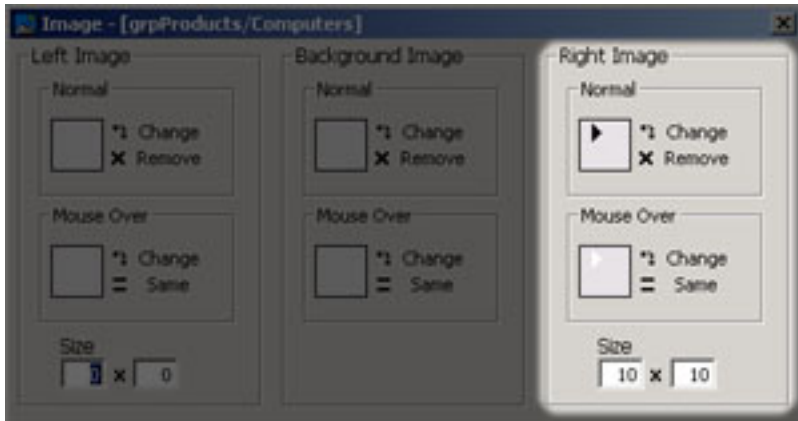 Image - [grpProducts/Computers]
Left Image
Normal
Change
Remove
Mouse Over
Change
Same
Size
0 x 0
Background Image
Normal
Change
Remove
Mouse Over
Change
Same
Right Image
Normal
Change
Remove
Mouse Over
Change
Same
Size
10 x 10